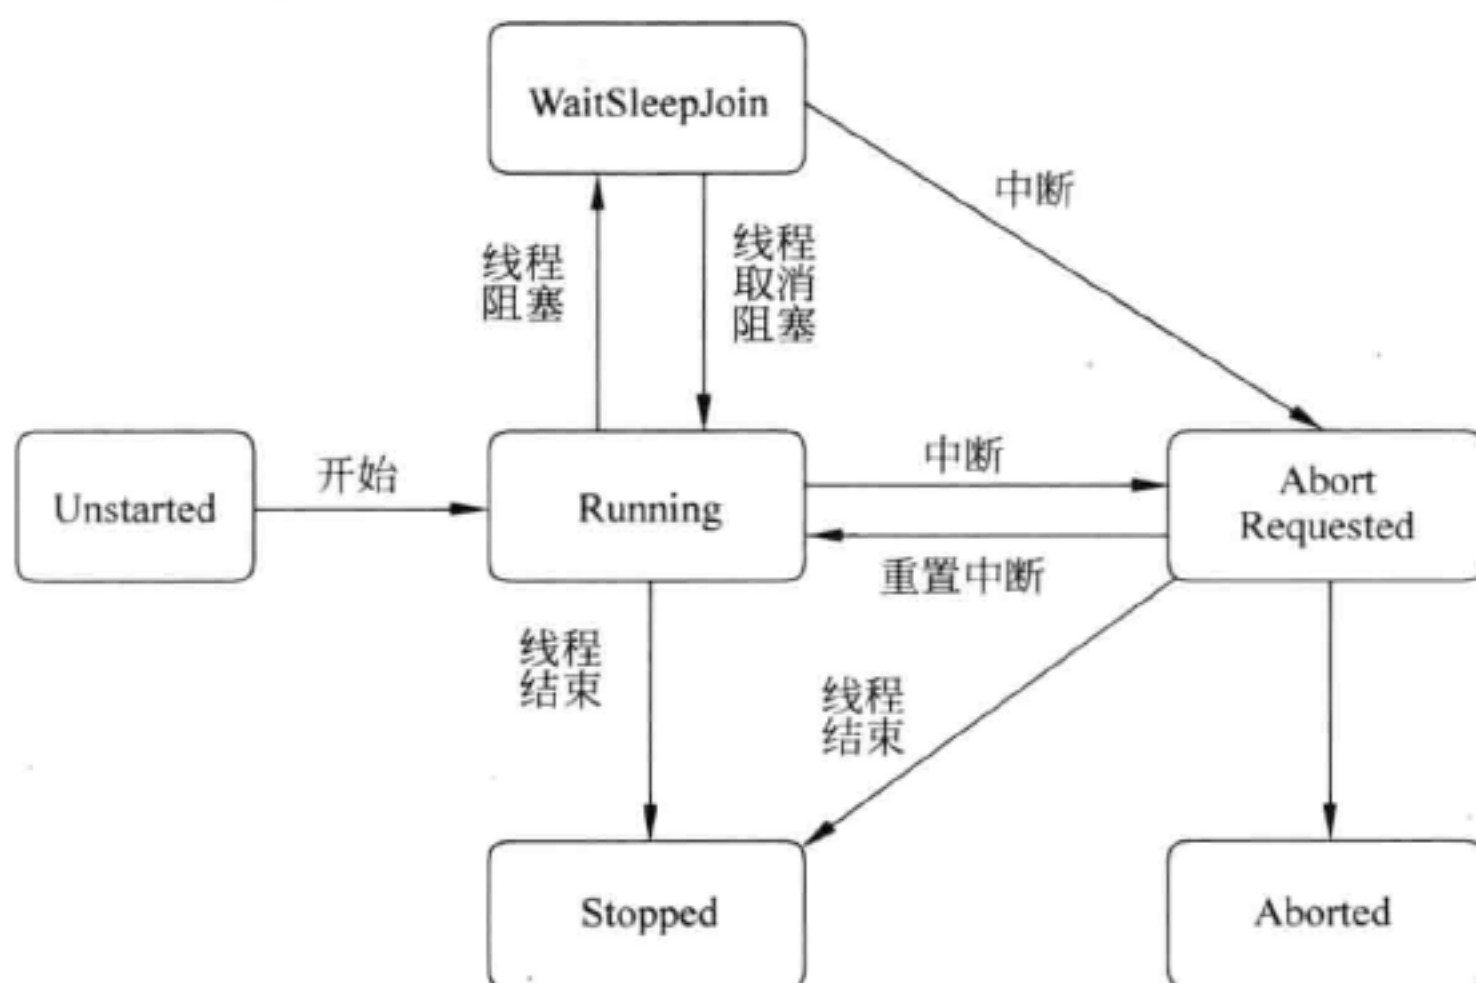 WaitSleepJoin
中断
线程
阻塞
线程
取消
阻塞
Unstarted
开始
Running
中断
重置中断
Abort
Requested
线程
结束
线程
结束
Stopped
Aborted